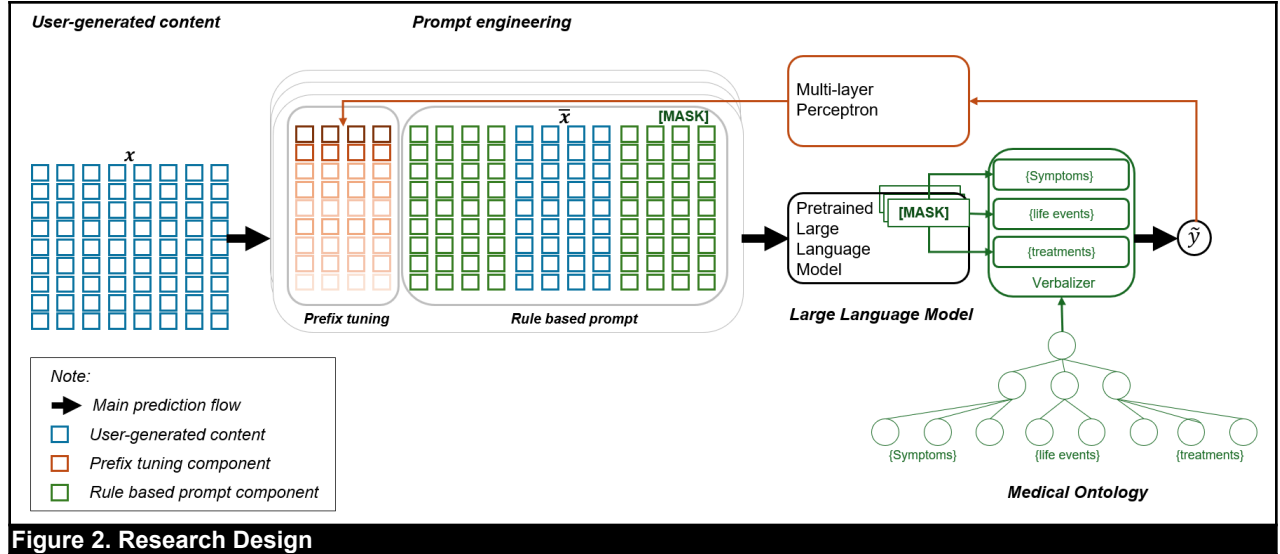 User-generated content
Prompt engineering
Multi-layer
Perceptron
x
x̅
[MASK]
Prefix tuning
Rule based prompt
Pretrained
Large
Language
Model
[MASK]
{Symptoms}
{life events}
{treatments}
Verbalizer
ỹ
Large Language Model
Note:
Main prediction flow
User-generated content
Prefix tuning component
Rule based prompt component
{Symptoms}
{life events}
{treatments}
Medical Ontology
Figure 2. Research Design